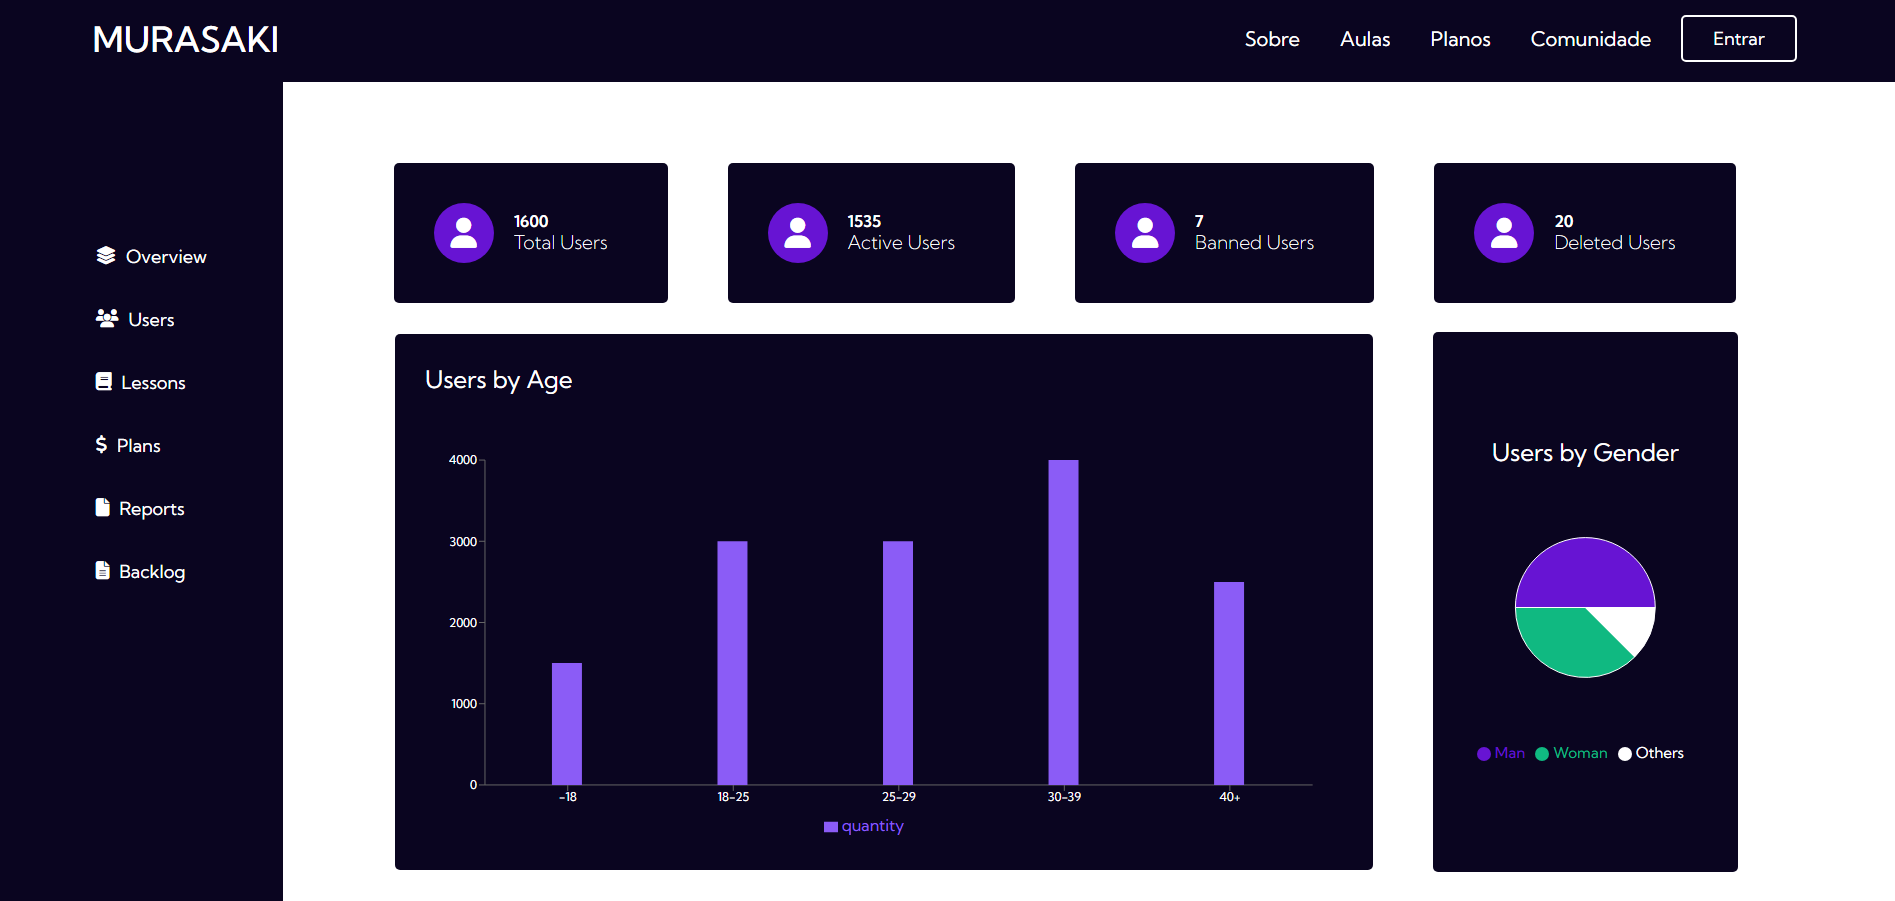 MURASAKI
Sobre Aulas Planos Comunidade Entrar
Overview
Users
Lessons
Plans
Reports
Backlog
1600
Total Users
1535
Active Users
7
Banned Users
20
Deleted Users
Users by Age
4000
3000
2000
1000
0
-18 18-25 25-29 30-39 40+
quantity
Users by Gender
Man Woman Others